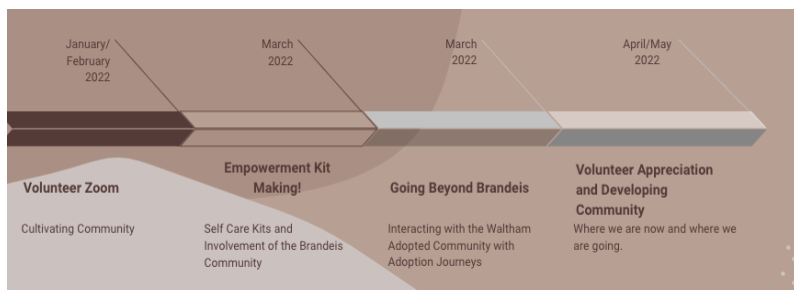 January/
February
2022
March
2022
March
2022
April/May
2022
Volunteer Zoom
Cultivating Community
Empowerment Kit
Making!
Self Care Kits and
Involvement of the Brandeis
Community
Going Beyond Brandeis
Interacting with the Waltham
Adopted Community with
Adoption Journeys
Volunteer Appreciation
and Developing
Community
Where we are now and where we
are going.